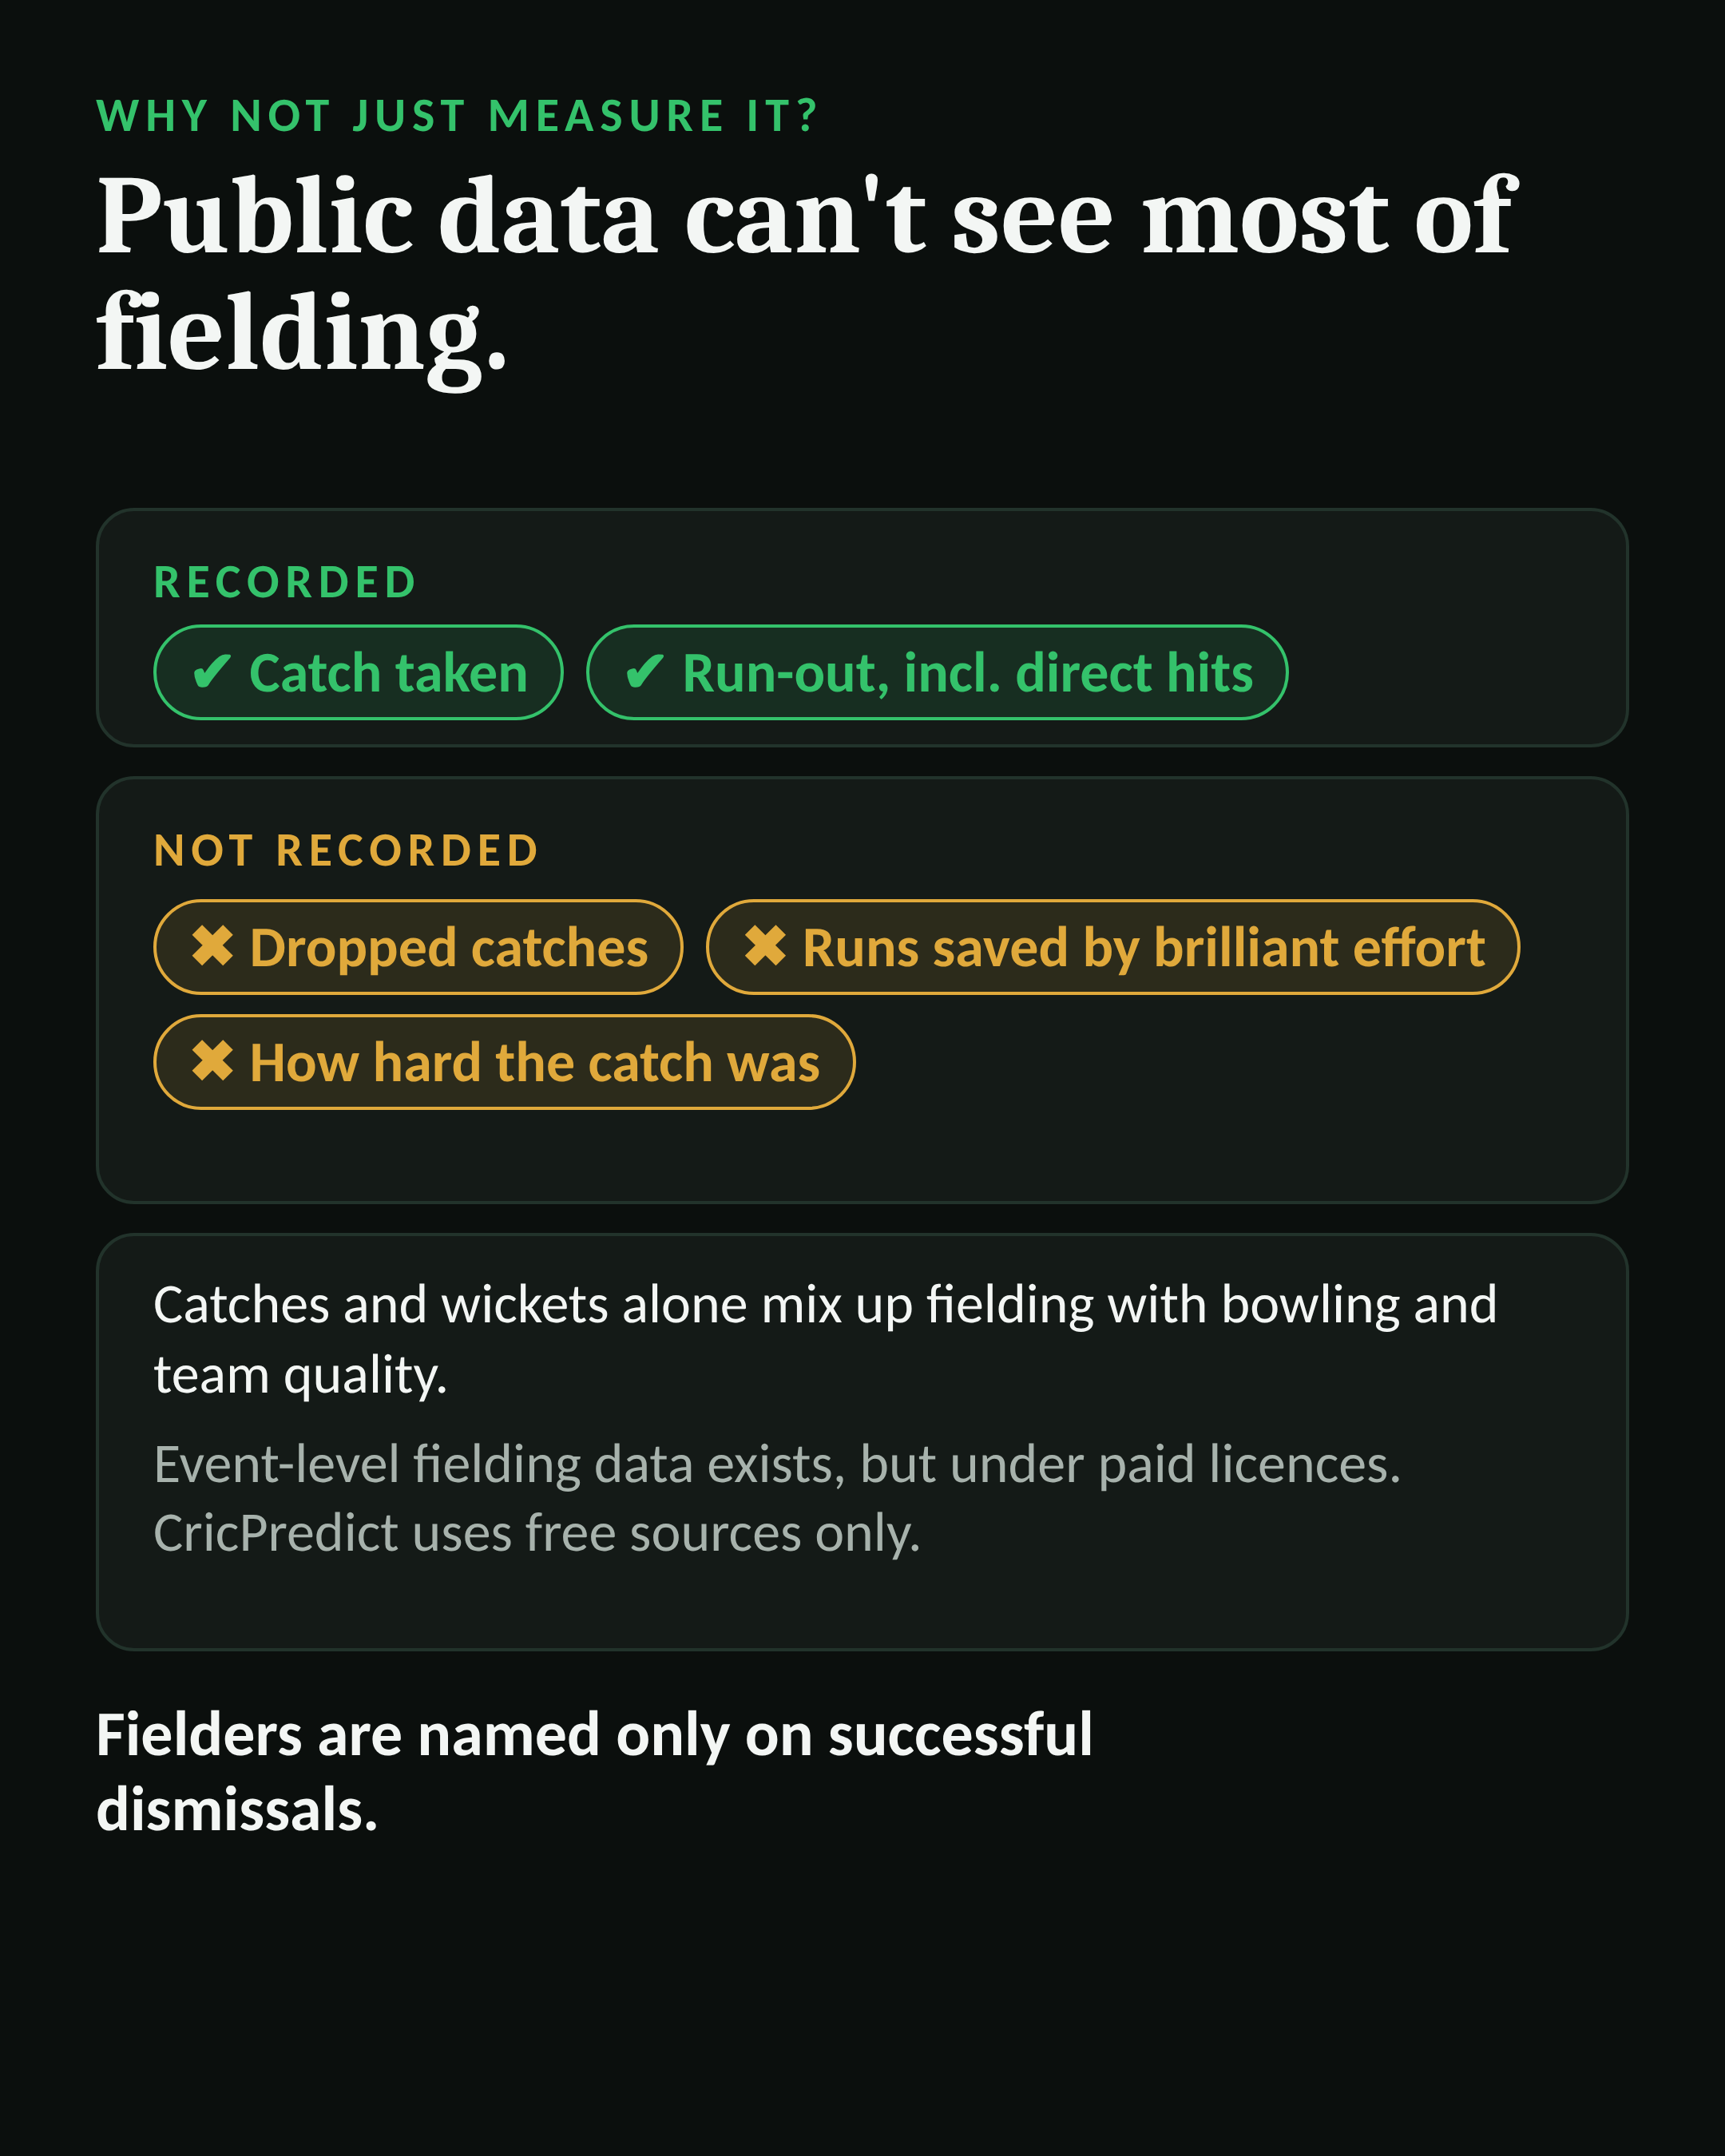 WHY NOT JUST MEASURE IT?
Public data can't see most of
fielding.
RECORDED
✔ Catch taken ✔ Run-out, incl. direct hits
NOT RECORDED
✖ Dropped catches ✖ Runs saved by brilliant effort
✖ How hard the catch was
Catches and wickets alone mix up fielding with bowling and
team quality.
Event-level fielding data exists, but under paid licences.
CricPredict uses free sources only.
Fielders are named only on successful
dismissals.